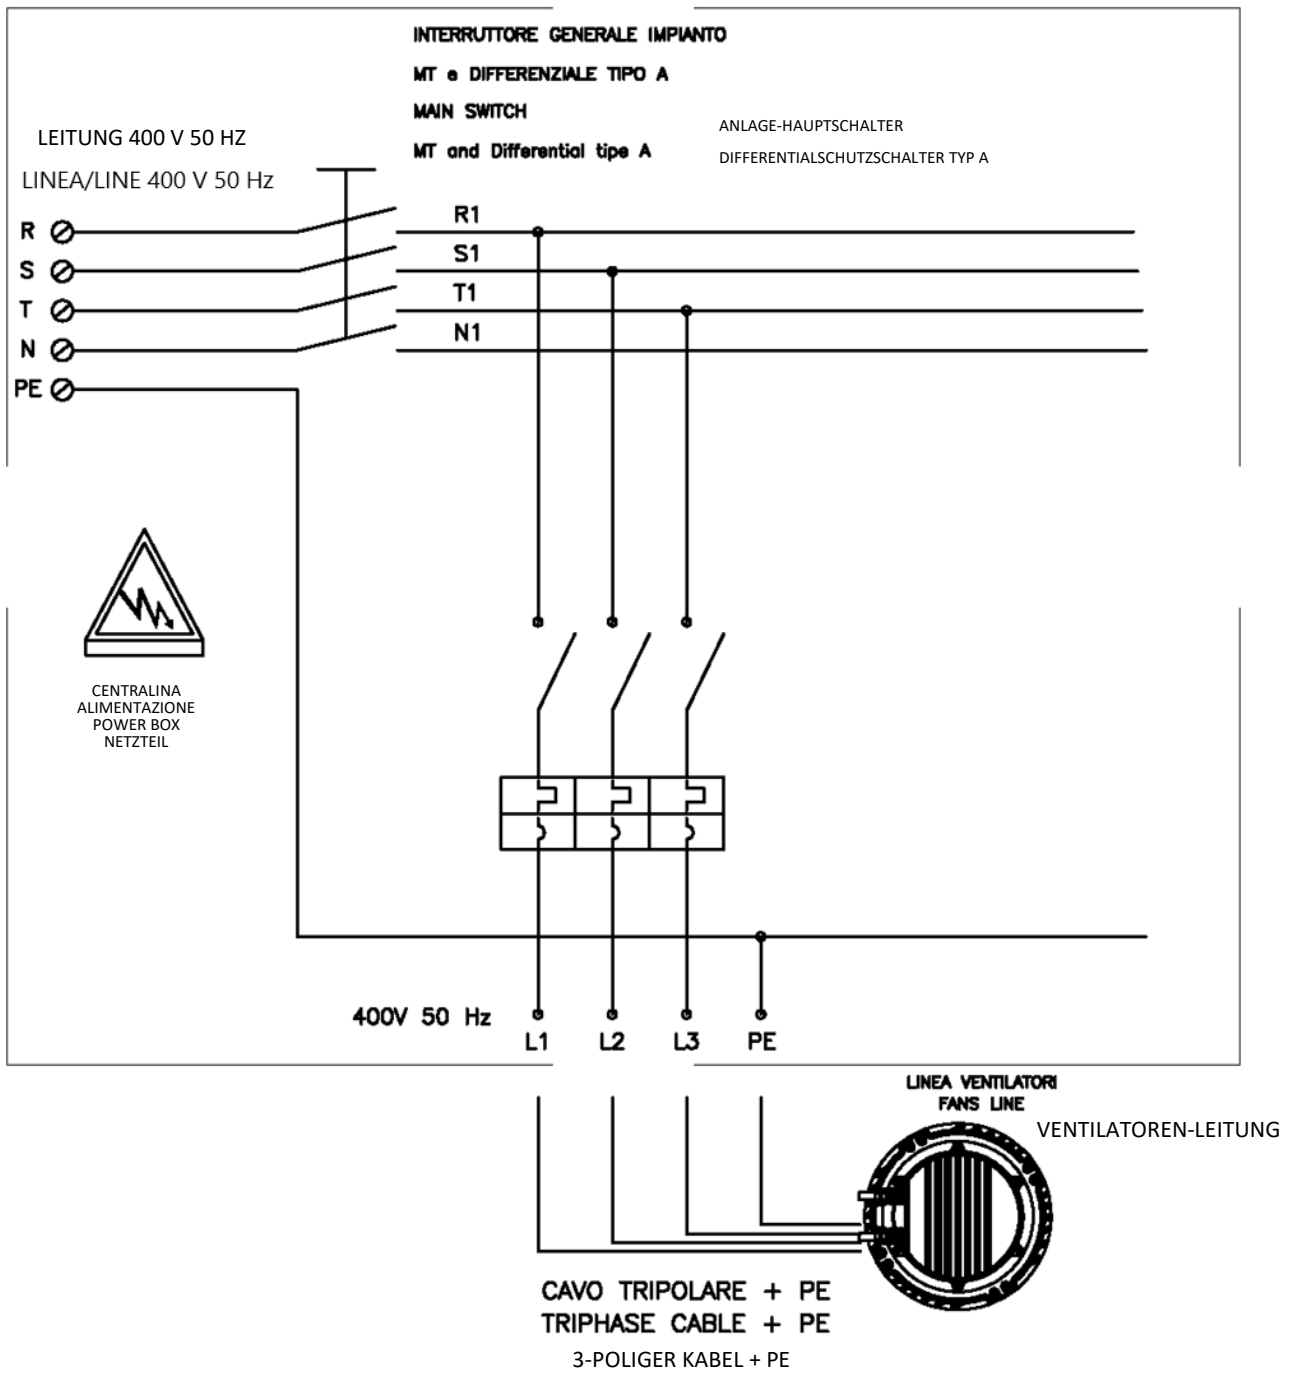 INTERRUTTORE GENERALE IMPIANTO
MT e DIFFERENZIALE TIPO A
MAIN SWITCH
MT and Differential tipe A
ANLAGE-HAUPTSCHALTER
DIFFERENTIALSCHUTZSCHALTER TYP A
LEITUNG 400 V 50 HZ
LINEA/LINE 400 V 50 Hz
R
R1
S
S1
T
T1
N
N1
PE
CENTRALINA
ALIMENTAZIONE
POWER BOX
NETZTEIL
400V 50 Hz
L1
L2
L3
PE
LINEA VENTILATORI
FANS LINE
VENTILATOREN-LEITUNG
CAVO TRIPOLARE + PE
TRIPHASE CABLE + PE
3-POLIGER KABEL + PE